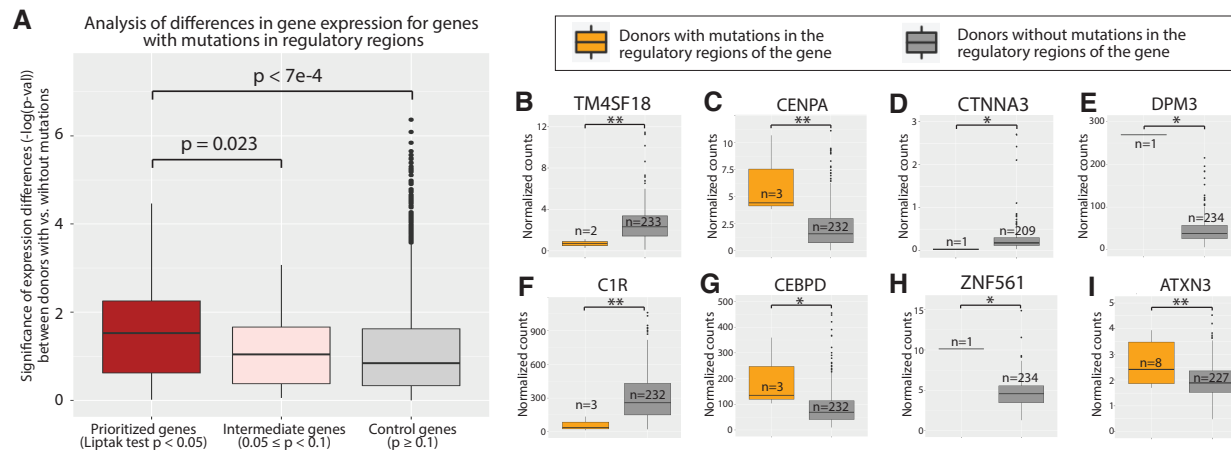 A
Analysis of differences in gene expression for genes
with mutations in regulatory regions
Significance of expression differences (-log(p-val))
between donors with vs. wihtout mutations
6
4
2
0
p < 7e-4
p = 0.023
Prioritized genes
(Liptak test p < 0.05)
Intermediate genes
(0.05 ≤ p < 0.1)
Control genes
(p ≥ 0.1)
Donors with mutations in the
regulatory regions of the gene
Donors without mutations in the
regulatory regions of the gene
B
TM4SF18
**
Normalized counts
12
8
4
0
n=2
n=233
C
CENPA
**
Normalized counts
10
7.5
5
2.5
0
n=3
n=232
D
CTNNA3
*
Normalized counts
3
2
1
0
n=1
n=209
E
DPM3
*
Normalized counts
300
200
100
0
n=1
n=234
F
C1R
**
Normalized counts
900
600
300
0
n=3
n=232
G
CEBPD
*
Normalized counts
500
400
300
200
100
0
n=3
n=232
H
ZNF561
*
Normalized counts
15
10
5
0
n=1
n=234
I
ATXN3
**
Normalized counts
5
4
3
2
1
0
n=8
n=227